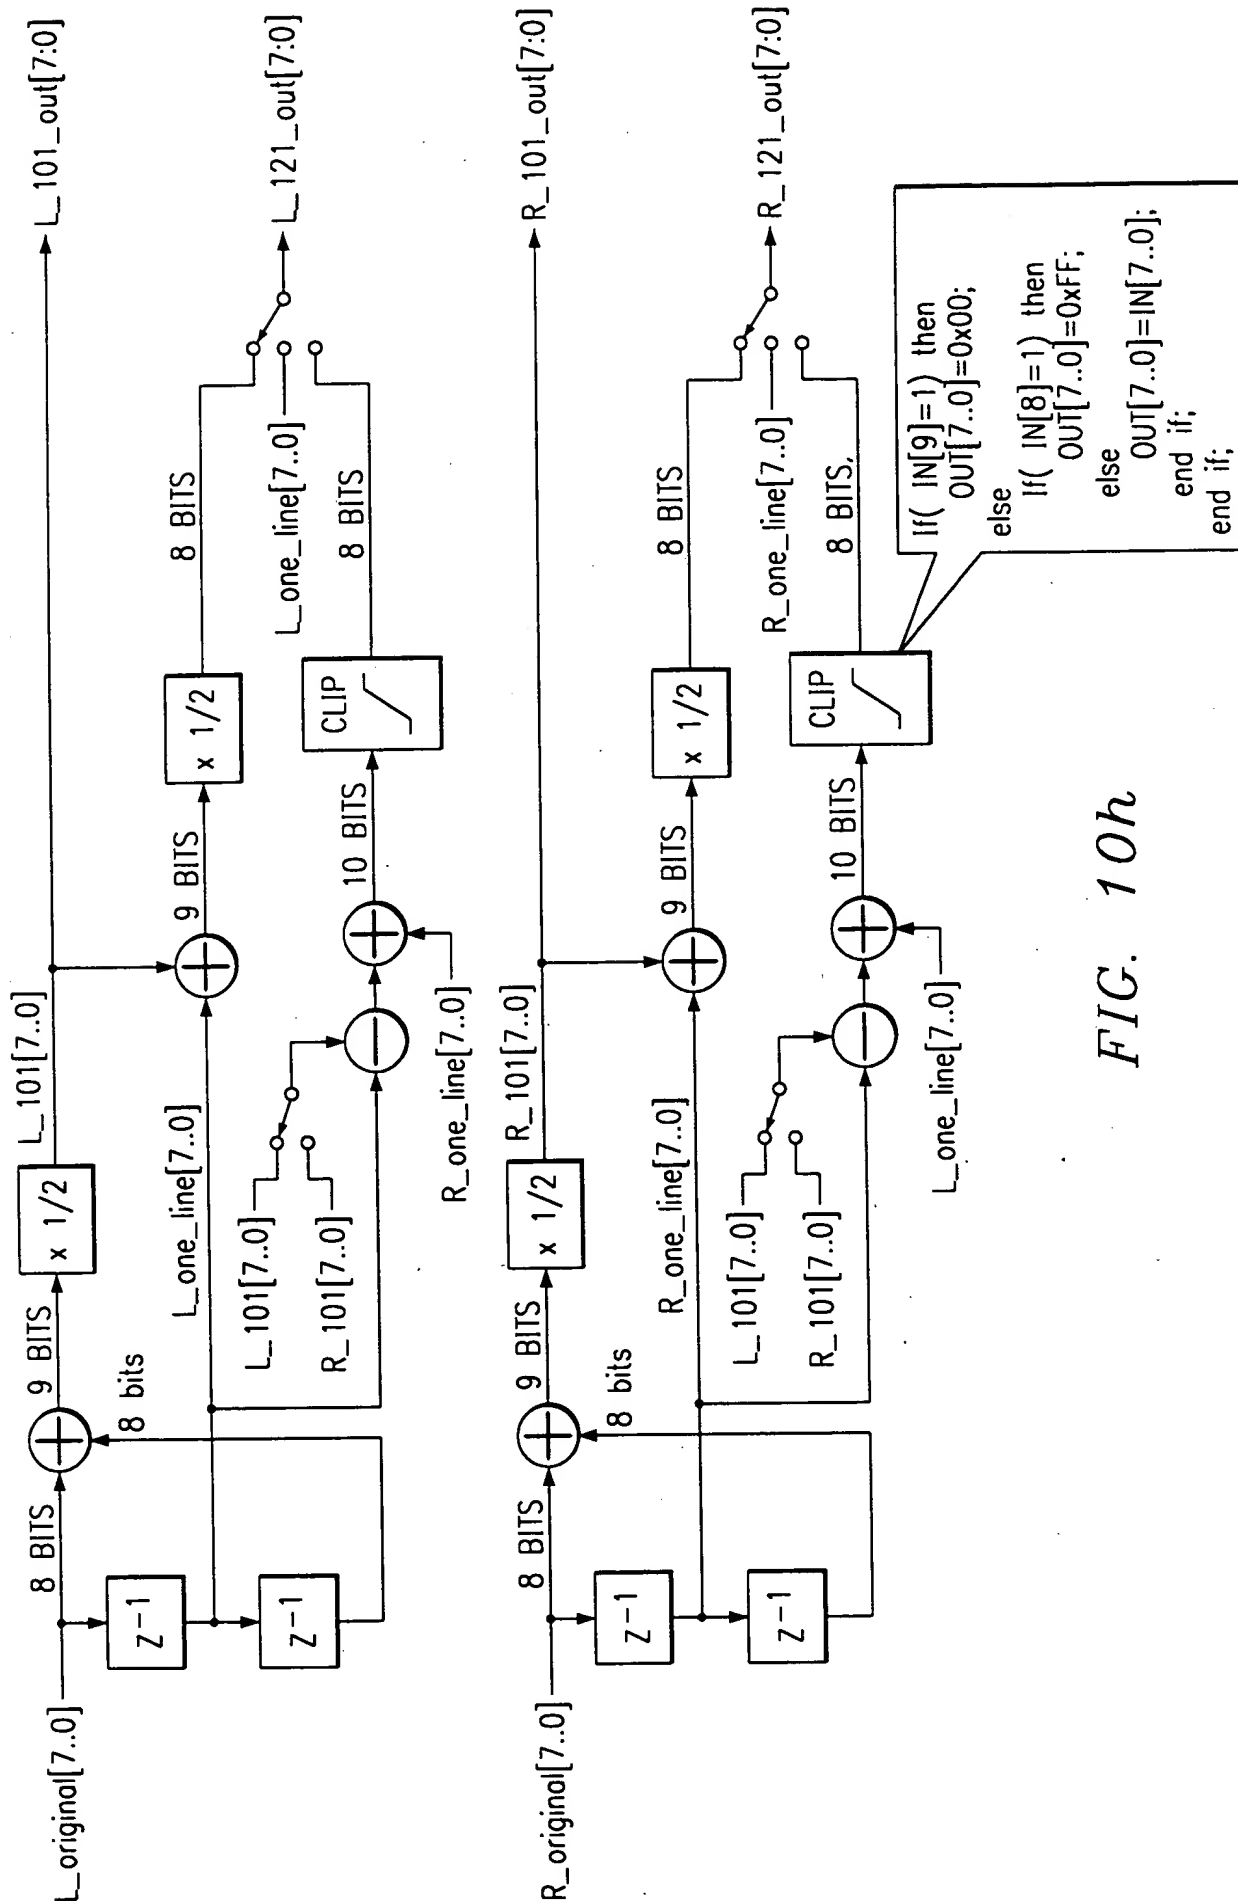 L_original[7..0]
8 BITS
Z-1
Z-1
9 BITS
8 bits
x 1/2
L_101[7..0]
L_101_out[7:0]
L_one_line[7..0]
9 BITS
x 1/2
8 BITS
L_101[7..0]
R_101[7..0]
R_one_line[7..0]
10 BITS
CLIP
8 BITS
L_one_line[7..0]
L_121_out[7:0]
R_original[7..0]
8 BITS
Z-1
Z-1
9 BITS
8 bits
x 1/2
R_101[7..0]
R_101_out[7:0]
R_one_line[7..0]
9 BITS
x 1/2
8 BITS
L_101[7..0]
R_101[7..0]
L_one_line[7..0]
10 BITS
CLIP
8 BITS,
R_one_line[7..0]
R_121_out[7:0]
If( IN[9]=1) then
OUT[7..0]=0x00;
else
If( IN[8]=1) then
OUT[7..0]=0xFF;
else
OUT[7..0]=IN[7..0];
end if;
end if;
FIG. 10h